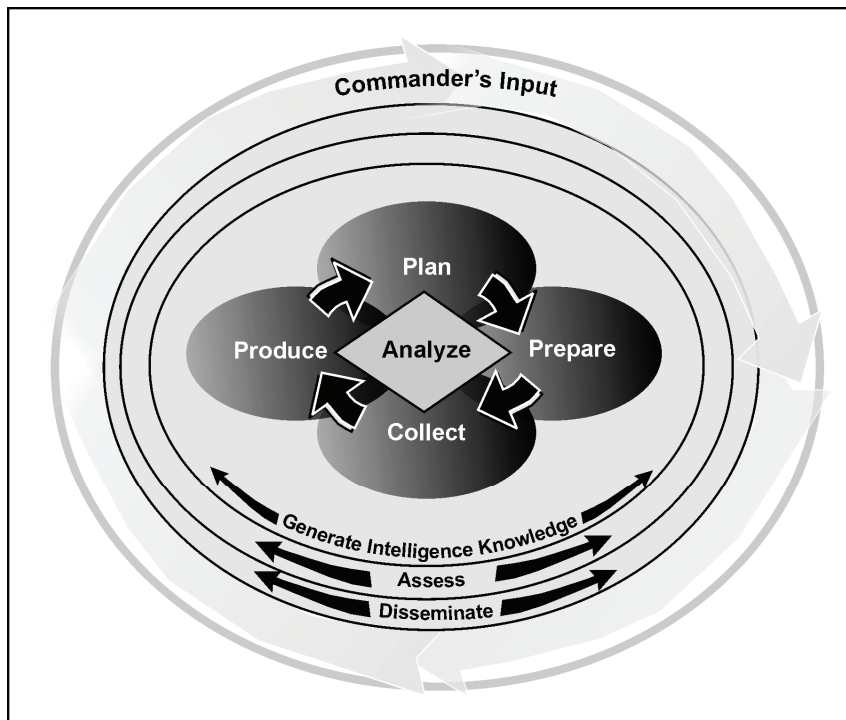 Commander's Input
Plan
Produce
Analyze
Prepare
Collect
Generate Intelligence Knowledge
Assess
Disseminate